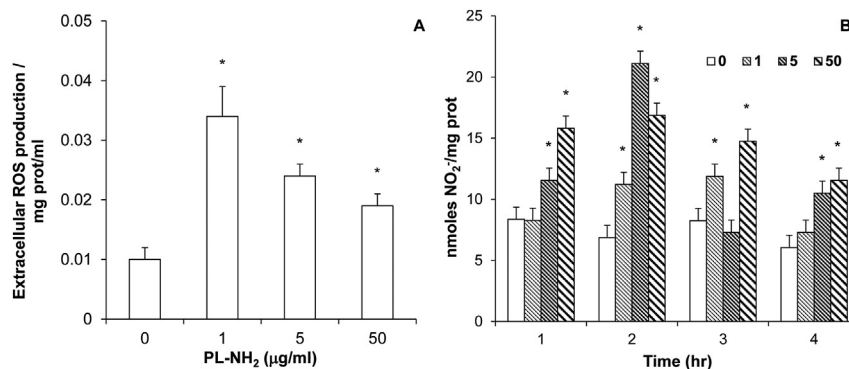 A
Extracellular ROS production /
mg prot/ml
0.05
0.04
0.03
0.02
0.01
0
*
*
*
0
1
5
50
PL-NH₂ (µg/ml)
B
0 1 5 50
nmoles NO₂⁻/mg prot
25
20
15
10
5
0
* *
* * *
* *
* *
1
2
3
4
Time (hr)